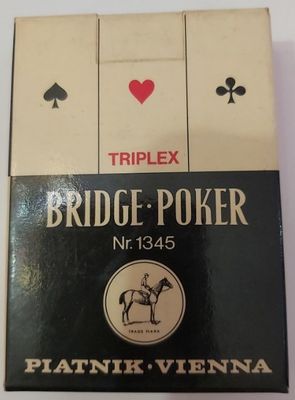 TRIPLEX
BRIDGE · POKER
Nr. 1345
TRADE MARK
PIATNIK · VIENNA